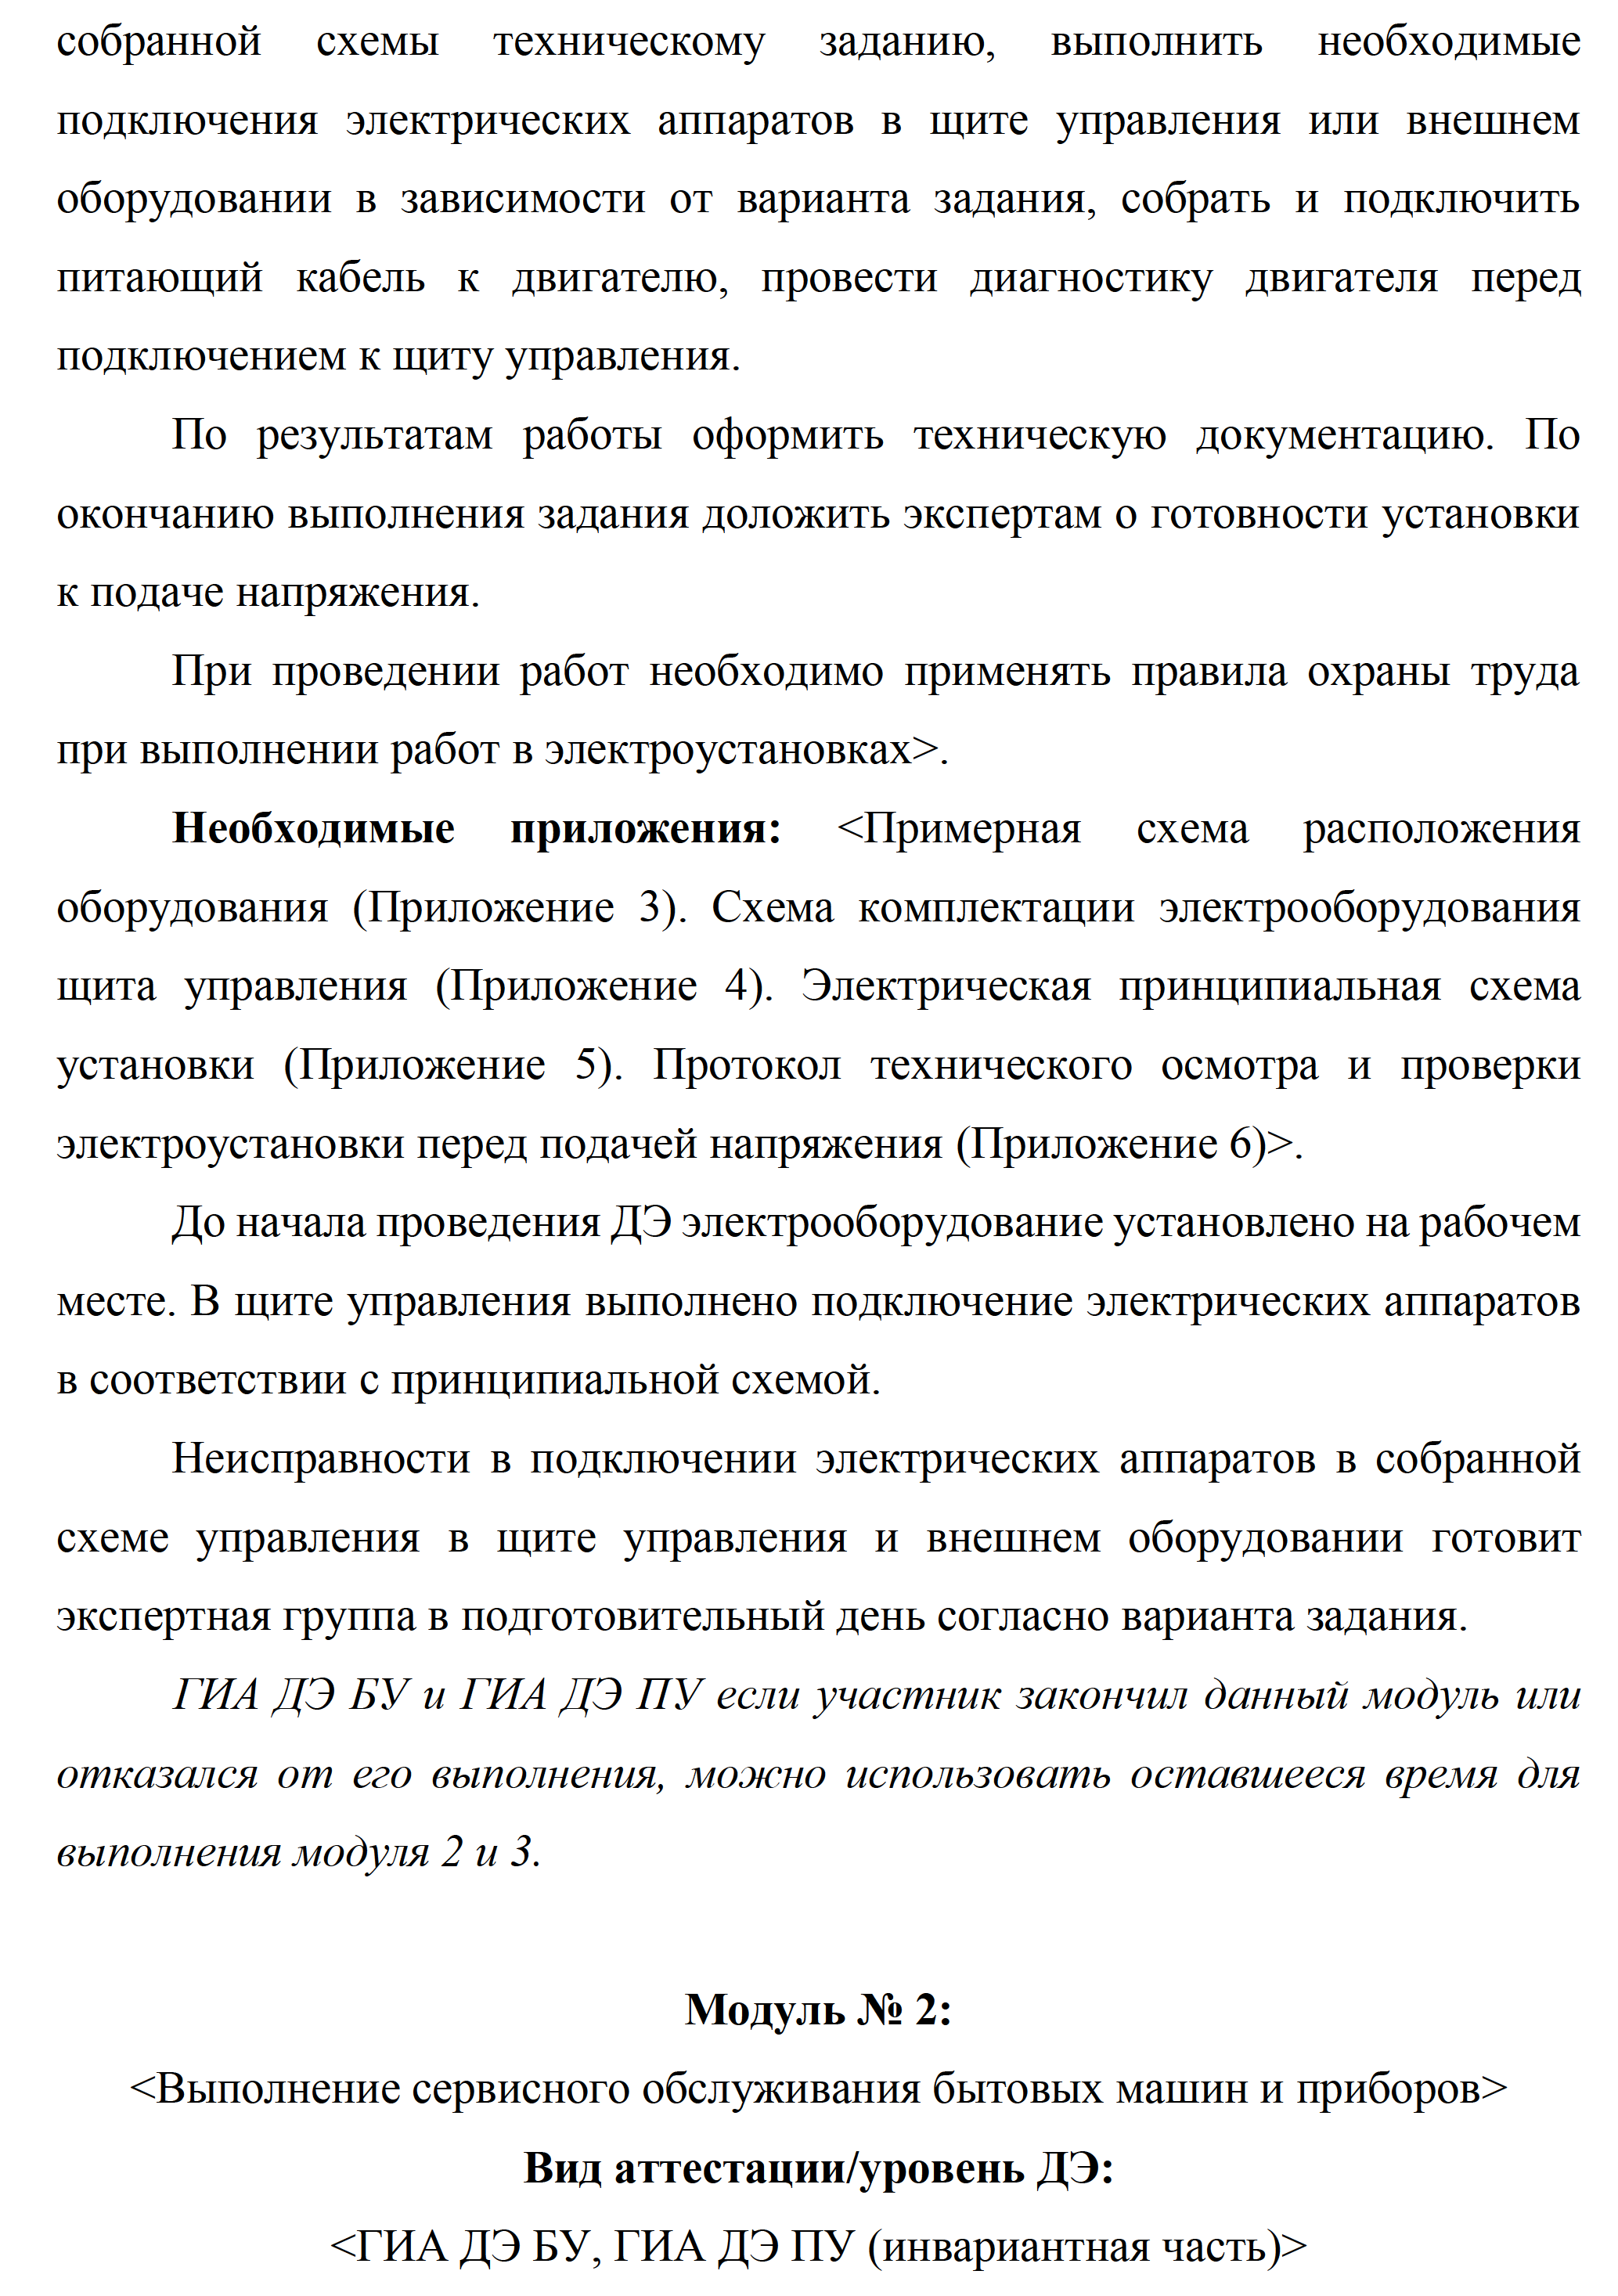 собранной схемы техническому заданию, выполнить необходимые
подключения электрических аппаратов в щите управления или внешнем
оборудовании в зависимости от варианта задания, собрать и подключить
питающий кабель к двигателю, провести диагностику двигателя перед
подключением к щиту управления.
По результатам работы оформить техническую документацию. По
окончанию выполнения задания доложить экспертам о готовности установки
к подаче напряжения.
При проведении работ необходимо применять правила охраны труда
при выполнении работ в электроустановках>.
Необходимые приложения: <Примерная схема расположения
оборудования (Приложение 3). Схема комплектации электрооборудования
щита управления (Приложение 4). Электрическая принципиальная схема
установки (Приложение 5). Протокол технического осмотра и проверки
электроустановки перед подачей напряжения (Приложение 6)>.
До начала проведения ДЭ электрооборудование установлено на рабочем
месте. В щите управления выполнено подключение электрических аппаратов
в соответствии с принципиальной схемой.
Неисправности в подключении электрических аппаратов в собранной
схеме управления в щите управления и внешнем оборудовании готовит
экспертная группа в подготовительный день согласно варианта задания.
ГИА ДЭ БУ и ГИА ДЭ ПУ если участник закончил данный модуль или
отказался от его выполнения, можно использовать оставшееся время для
выполнения модуля 2 и 3.
Модуль № 2:
<Выполнение сервисного обслуживания бытовых машин и приборов>
Вид аттестации/уровень ДЭ:
<ГИА ДЭ БУ, ГИА ДЭ ПУ (инвариантная часть)>